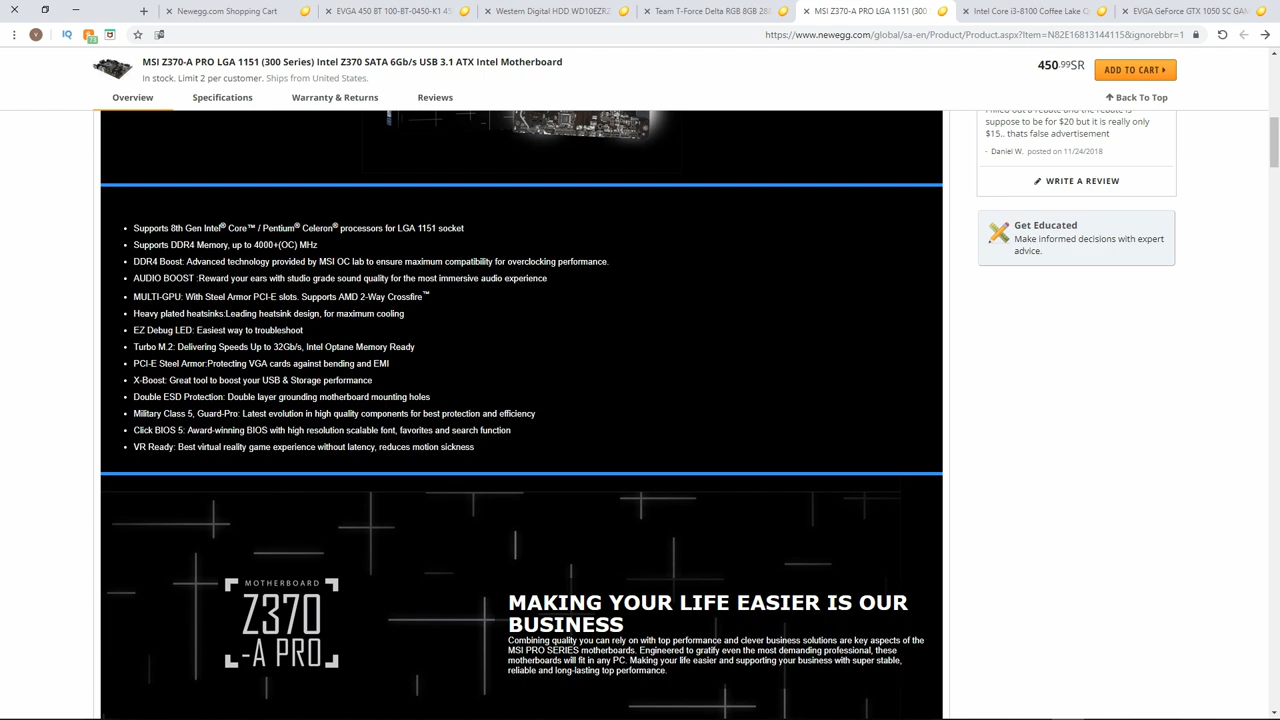 Newegg.com Shopping Cart
EVGA 450 BT 100-BT-0450-K1 45
Western Digital HDD WD10EZRZ
Team T-Force Delta RGB 8GB 288
MSI Z370-A PRO LGA 1151 (300 S
Intel Core i3-8100 Coffee Lake Q
EVGA GeForce GTX 1050 SC GAM
V
IQ
https://www.newegg.com/global/sa-en/Product/Product.aspx?Item=N82E16813144115&ignorebbr=1
MSI Z370-A PRO LGA 1151 (300 Series) Intel Z370 SATA 6Gb/s USB 3.1 ATX Intel Motherboard
In stock. Limit 2 per customer. Ships from United States.
450.99SR
ADD TO CART
Overview
Specifications
Warranty & Returns
Reviews
Back To Top
suppose to be for $20 but it is really only
$15.. thats false advertisement
- Daniel W. posted on 11/24/2018
WRITE A REVIEW
Get Educated
Make informed decisions with expert
advice.
Supports 8th Gen Intel® Core™ / Pentium® Celeron® processors for LGA 1151 socket
Supports DDR4 Memory, up to 4000+(OC) MHz
DDR4 Boost: Advanced technology provided by MSI OC lab to ensure maximum compatibility for overclocking performance.
AUDIO BOOST :Reward your ears with studio grade sound quality for the most immersive audio experience
MULTI-GPU: With Steel Armor PCI-E slots. Supports AMD 2-Way Crossfire™
Heavy plated heatsinks:Leading heatsink design, for maximum cooling
EZ Debug LED: Easiest way to troubleshoot
Turbo M.2: Delivering Speeds Up to 32Gb/s, Intel Optane Memory Ready
PCI-E Steel Armor:Protecting VGA cards against bending and EMI
X-Boost: Great tool to boost your USB & Storage performance
Double ESD Protection: Double layer grounding motherboard mounting holes
Military Class 5, Guard-Pro: Latest evolution in high quality components for best protection and efficiency
Click BIOS 5: Award-winning BIOS with high resolution scalable font, favorites and search function
VR Ready: Best virtual reality game experience without latency, reduces motion sickness
MOTHERBOARD
Z370
-A PRO
MAKING YOUR LIFE EASIER IS OUR
BUSINESS
Combining quality you can rely on with top performance and clever business solutions are key aspects of the
MSI PRO SERIES motherboards. Engineered to gratify even the most demanding professional, these
motherboards will fit in any PC. Making your life easier and supporting your business with super stable,
reliable and long-lasting top performance.